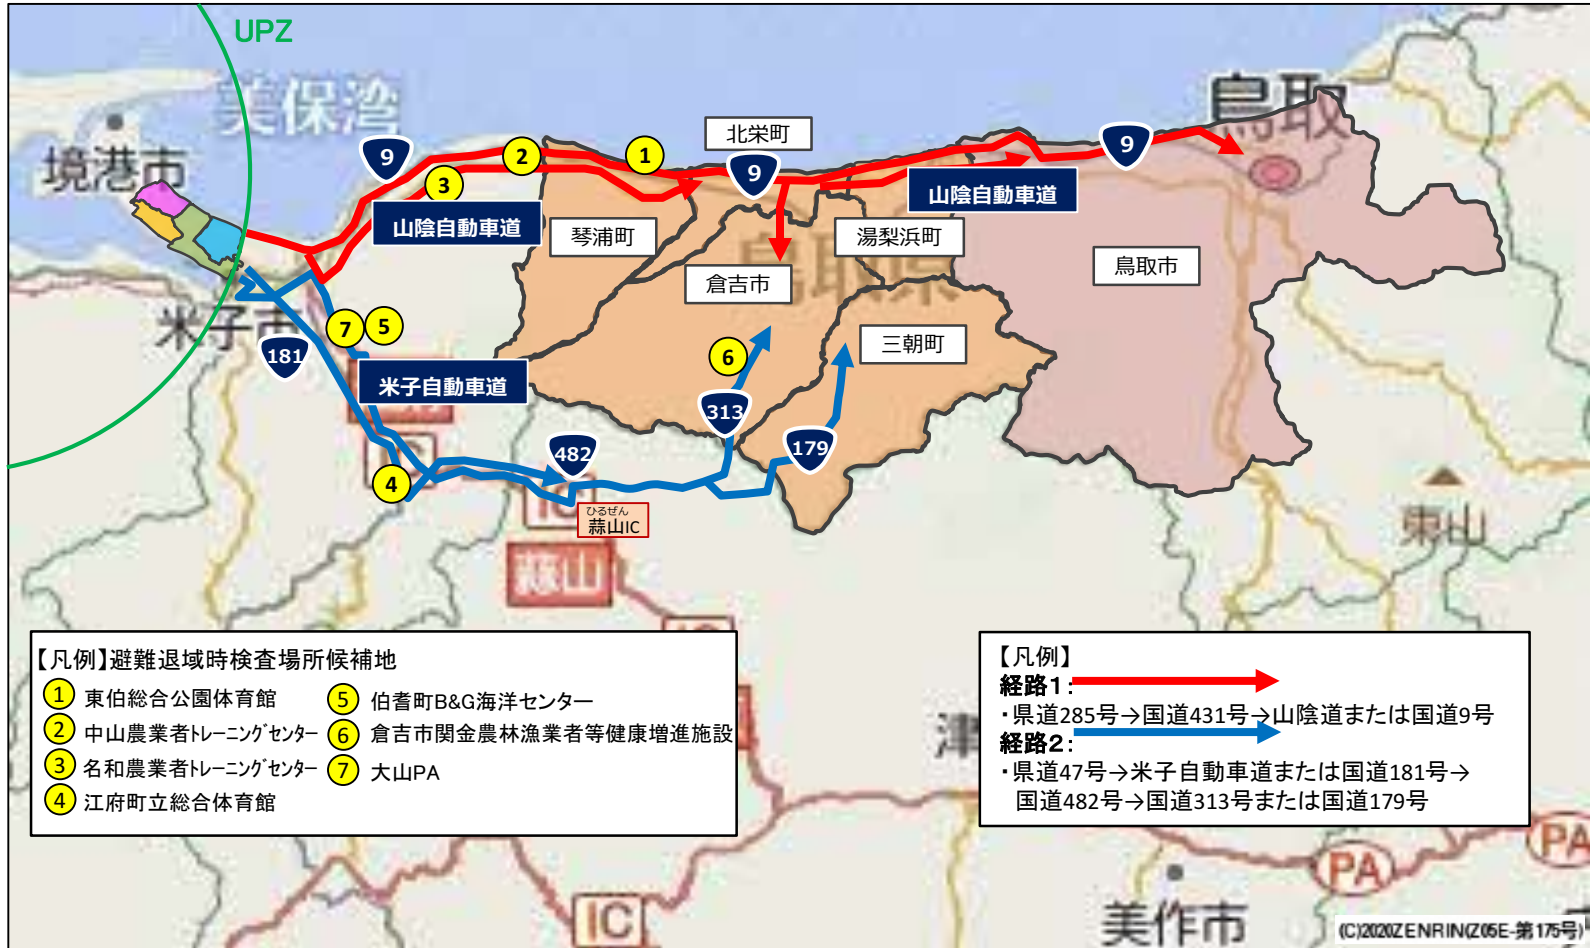 UPZ
美保湾
境港市
鳥取
北栄町
9
2
1
9
9
3
山陰自動車道
山陰自動車道
琴浦町
湯梨浜町
鳥取県
鳥取市
倉吉市
米子市
7
5
181
6
三朝町
米子自動車道
313
482
179
4
IC
ひるぜん
蒜山IC
蒜山
東山
【凡例】避難退域時検査場所候補地
1 東伯総合公園体育館
2 中山農業者トレーニングセンター
3 名和農業者トレーニングセンター
4 江府町立総合体育館
5 伯耆町B&G海洋センター
6 倉吉市関金農林漁業者等健康増進施設
7 大山PA
【凡例】
経路1:
・県道285号→国道431号→山陰道または国道9号
経路2:
・県道47号→米子自動車道または国道181号→
国道482号→国道313号または国道179号
津
PA
PA
IC
美作市
(C)2020ZENRIN(Z05E-第175号)